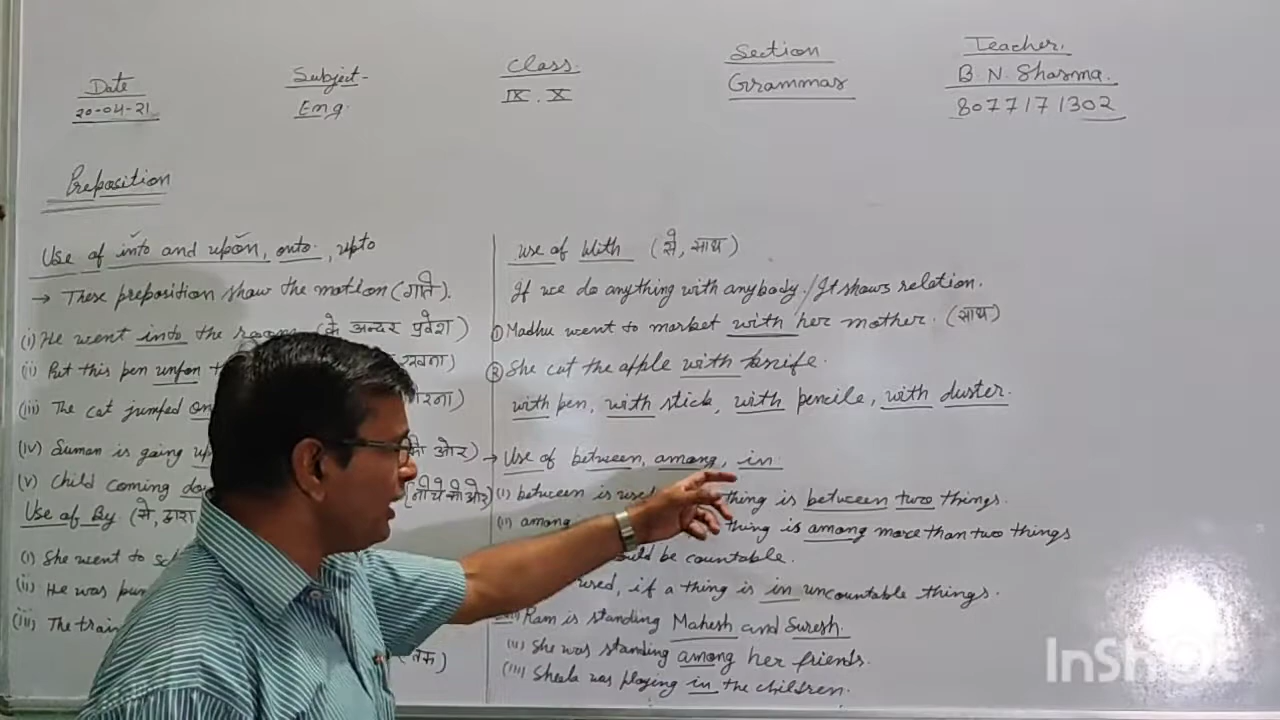 Date
20-04-21
Subject-
Eng.
Class.
IX. X
Section
Grammar
Teacher.
B. N. Sharma.
8077171302
Preposition
Use of into and upon, onto, upto
→ These preposition show the motion (गति).
(i) He went into the room (के अन्दर प्रवेश)
(ii) Put this pen unpon रखना)
(iii) The cat jumped on
(iv) Suman is going up ओर)
(v) Child coming do (नीचे की ओर)
Use of By. (से, द्वारा
(i) She went to
(ii) He was
(iii) The train
(तक)
use of With (से, साथ)
If we do anything with anybody. / It shows relation.
① Madhu went to market with her mother. (साथ)
② She cut the apple with knife.
with pen, with stick, with pencile, with duster.
→ Use of between, among, in.
(i) between is used thing is between two things.
(ii) among thing is among more than two things
be countable.
used, if a thing is in uncountable things.
Ram is standing Mahesh and Suresh.
(ii) She was standing among her friends.
(iii) Sheela was playing in the children.
InShot